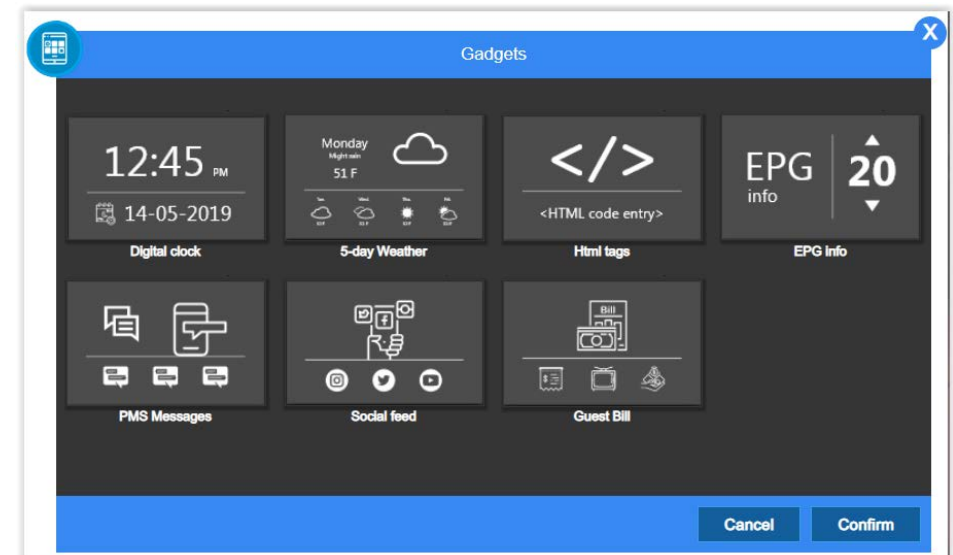 X
Gadgets
12:45 PM
14-05-2019
Digital clock
Monday
51 F
5-day Weather
</>
<HTML code entry>
Html tags
EPG
info
20
EPG Info
PMS Messages
Social feed
Bill
Guest Bill
Cancel
Confirm